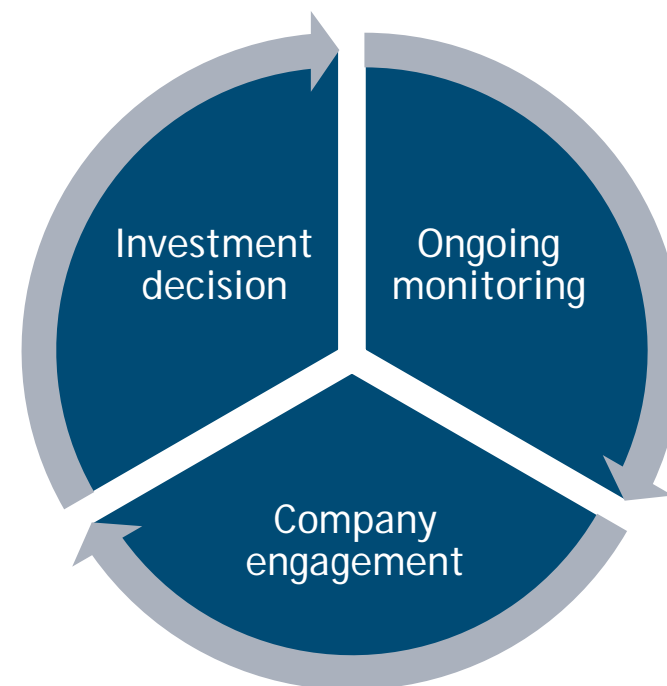 Investment
decision
Ongoing
monitoring
Company
engagement